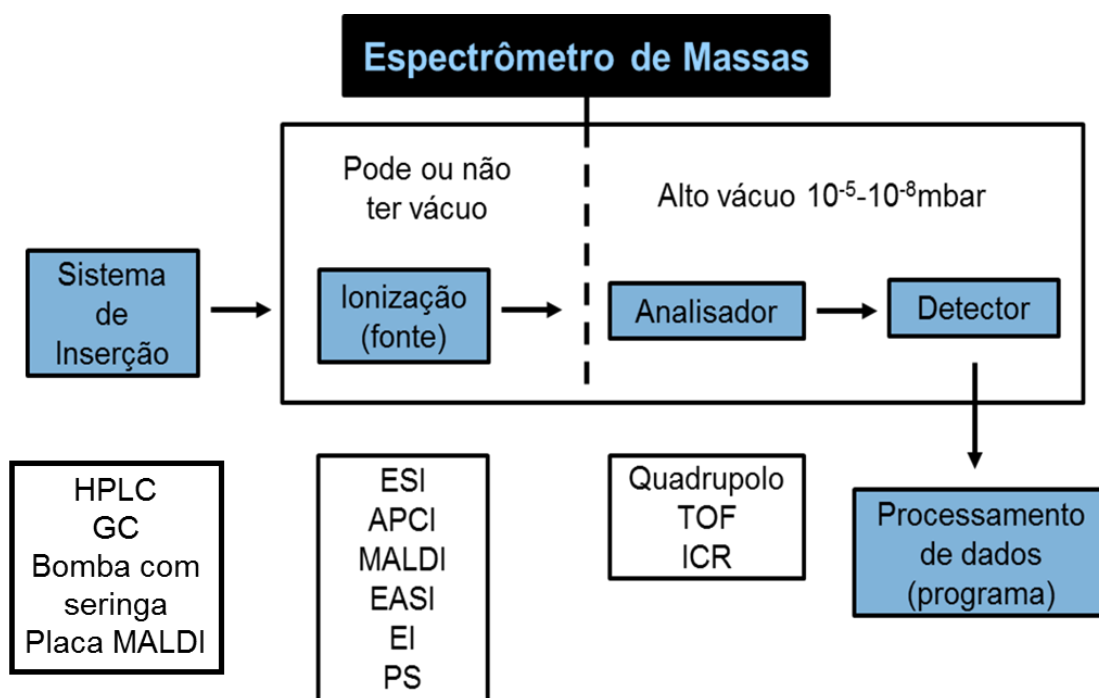 Espectrômetro de Massas
Pode ou não
ter vácuo
Alto vácuo 10⁻⁵-10⁻⁸mbar
Sistema
de
Inserção
Ionização
(fonte)
Analisador
Detector
HPLC
GC
Bomba com
seringa
Placa MALDI
ESI
APCI
MALDI
EASI
EI
PS
Quadrupolo
TOF
ICR
Processamento
de dados
(programa)